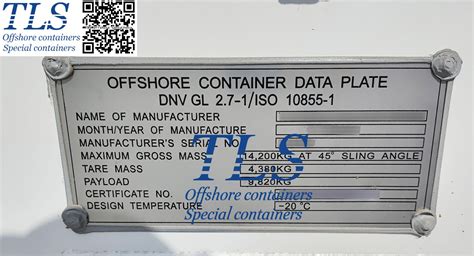 TLS
Offshore containers
Special containers
OFFSHORE CONTAINER DATA PLATE
DNV GL 2.7-1/ISO 10855-1
NAME OF MANUFACTURER
MONTH/YEAR OF MANUFACTURE
MANUFACTURER'S SERIAL NO.
MAXIMUM GROSS MASS 14,200KG AT 45° SLING ANGLE
TARE MASS 4,380KG
PAYLOAD 9,820KG
CERTIFICATE NO.
DESIGN TEMPERATURE -20°C
TLS
Offshore containers
Special containers